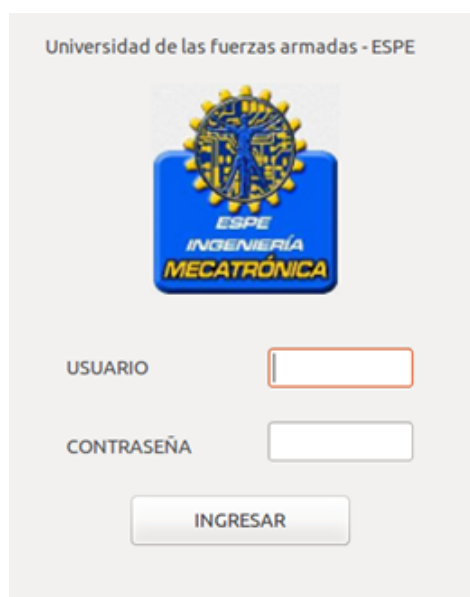 Universidad de las fuerzas armadas - ESPE
ESPE
INGENIERÍA
MECATRÓNICA
USUARIO
CONTRASEÑA
INGRESAR